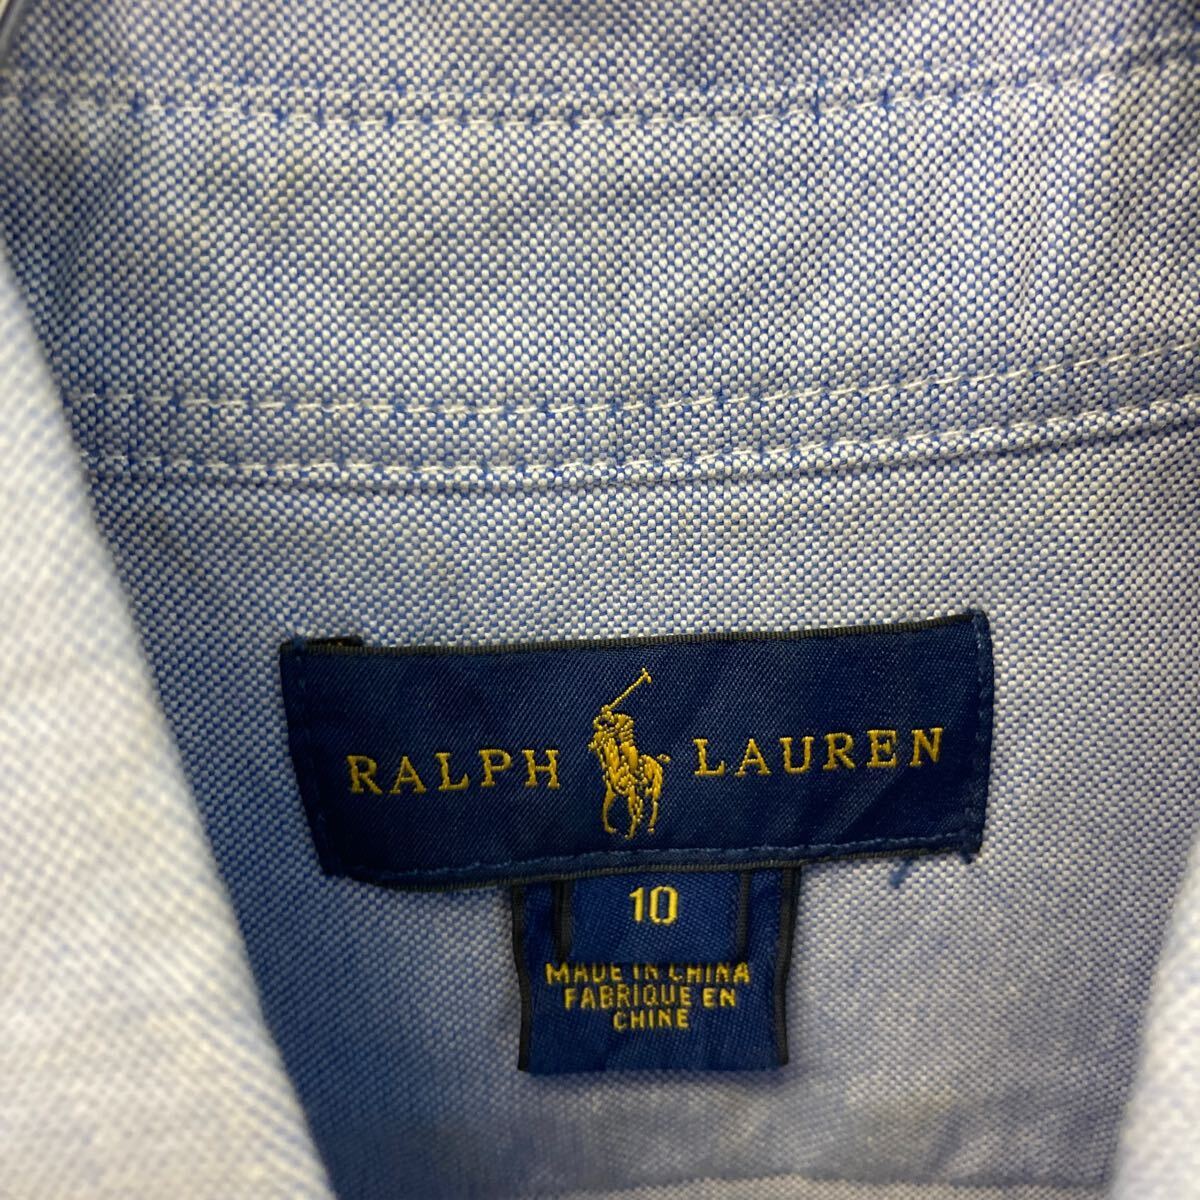 RALPH LAUREN
10
MADE IN CHINA
FABRIQUE EN
CHINE